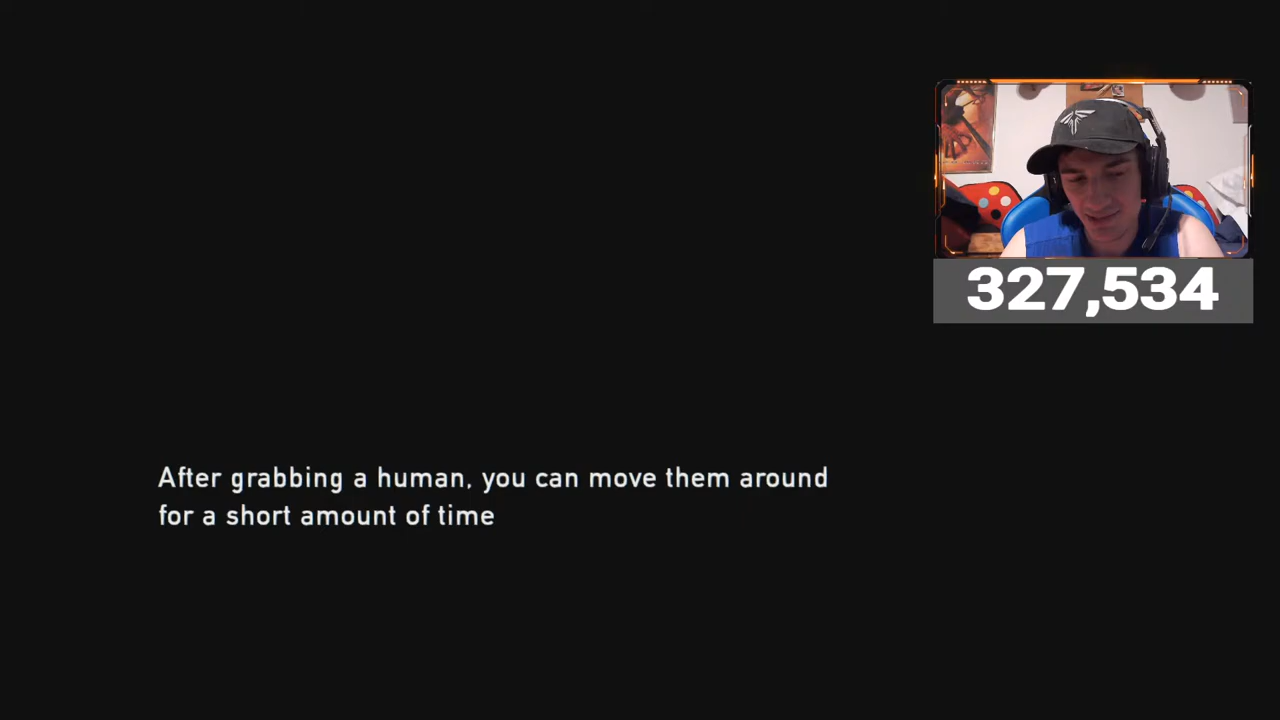 327,534
After grabbing a human, you can move them around
for a short amount of time